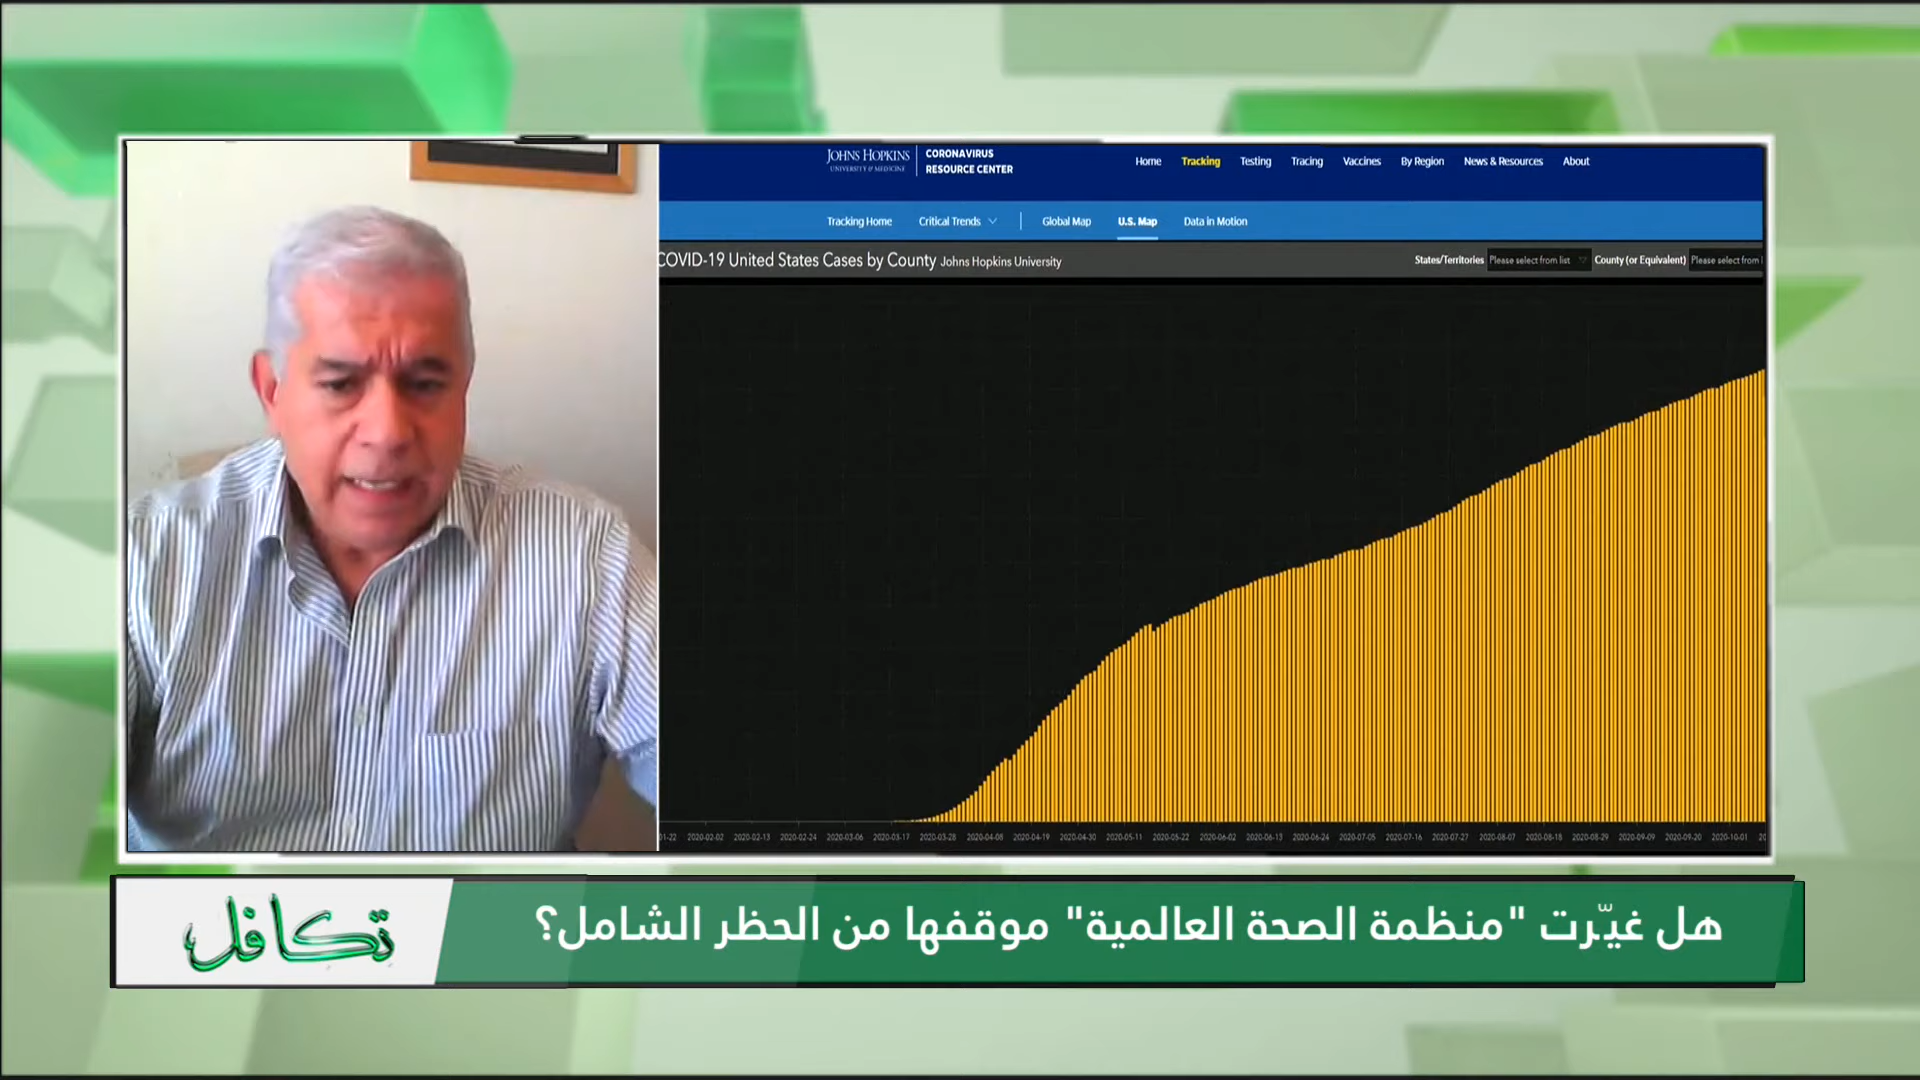 JOHNS HOPKINS
UNIVERSITY & MEDICINE
CORONAVIRUS
RESOURCE CENTER
Home Tracking Testing Tracing Vaccines By Region News & Resources About
Tracking Home Critical Trends Global Map U.S. Map Data in Motion
COVID-19 United States Cases by County Johns Hopkins University
States/Territories Please select from list County (or Equivalent) Please select from
01-22 2020-02-02 2020-02-13 2020-02-24 2020-03-06 2020-03-17 2020-03-28 2020-04-08 2020-04-19 2020-04-30 2020-05-11 2020-05-22 2020-06-02 2020-06-13 2020-06-24 2020-07-05 2020-07-16 2020-07-27 2020-08-07 2020-08-18 2020-08-29 2020-09-09 2020-09-20 2020-10-01 20
هل غيّرت "منظمة الصحة العالمية" موقفها من الحظر الشامل؟
تكافل